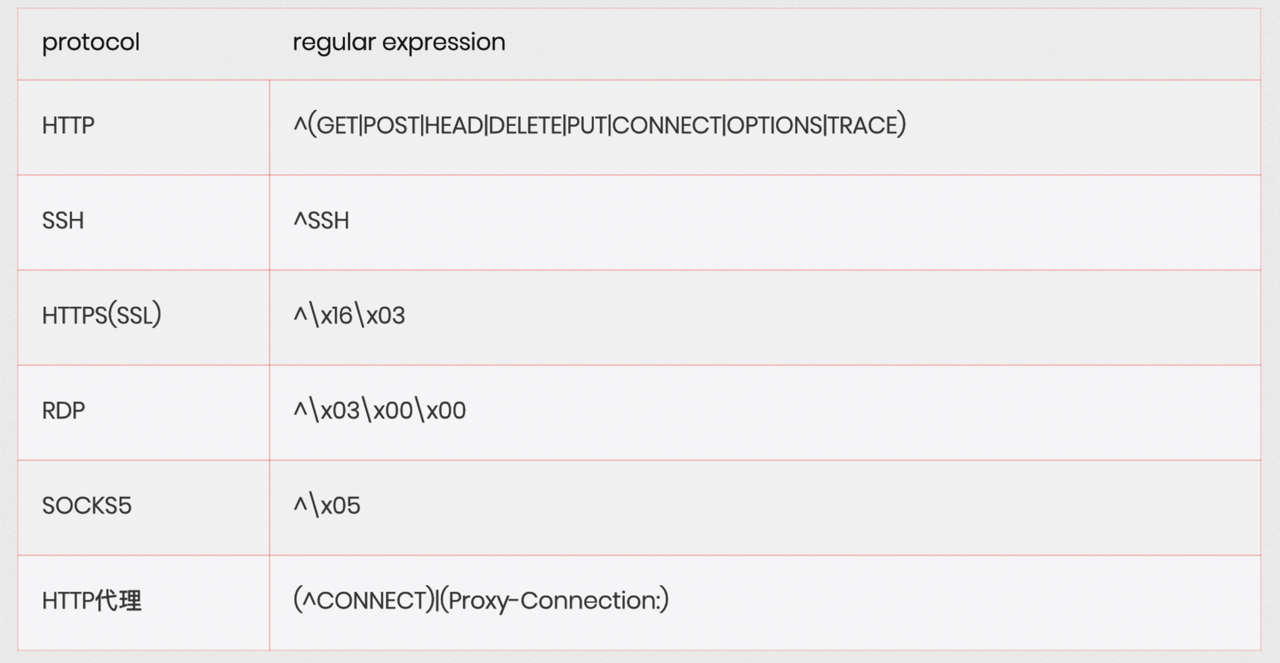 protocol regular expression
HTTP ^(GET|POST|HEAD|DELETE|PUT|CONNECT|OPTIONS|TRACE)
SSH ^SSH
HTTPS(SSL) ^\x16\x03
RDP ^\x03\x00\x00
SOCKS5 ^\x05
HTTP代理 (^CONNECT)|(Proxy-Connection:)